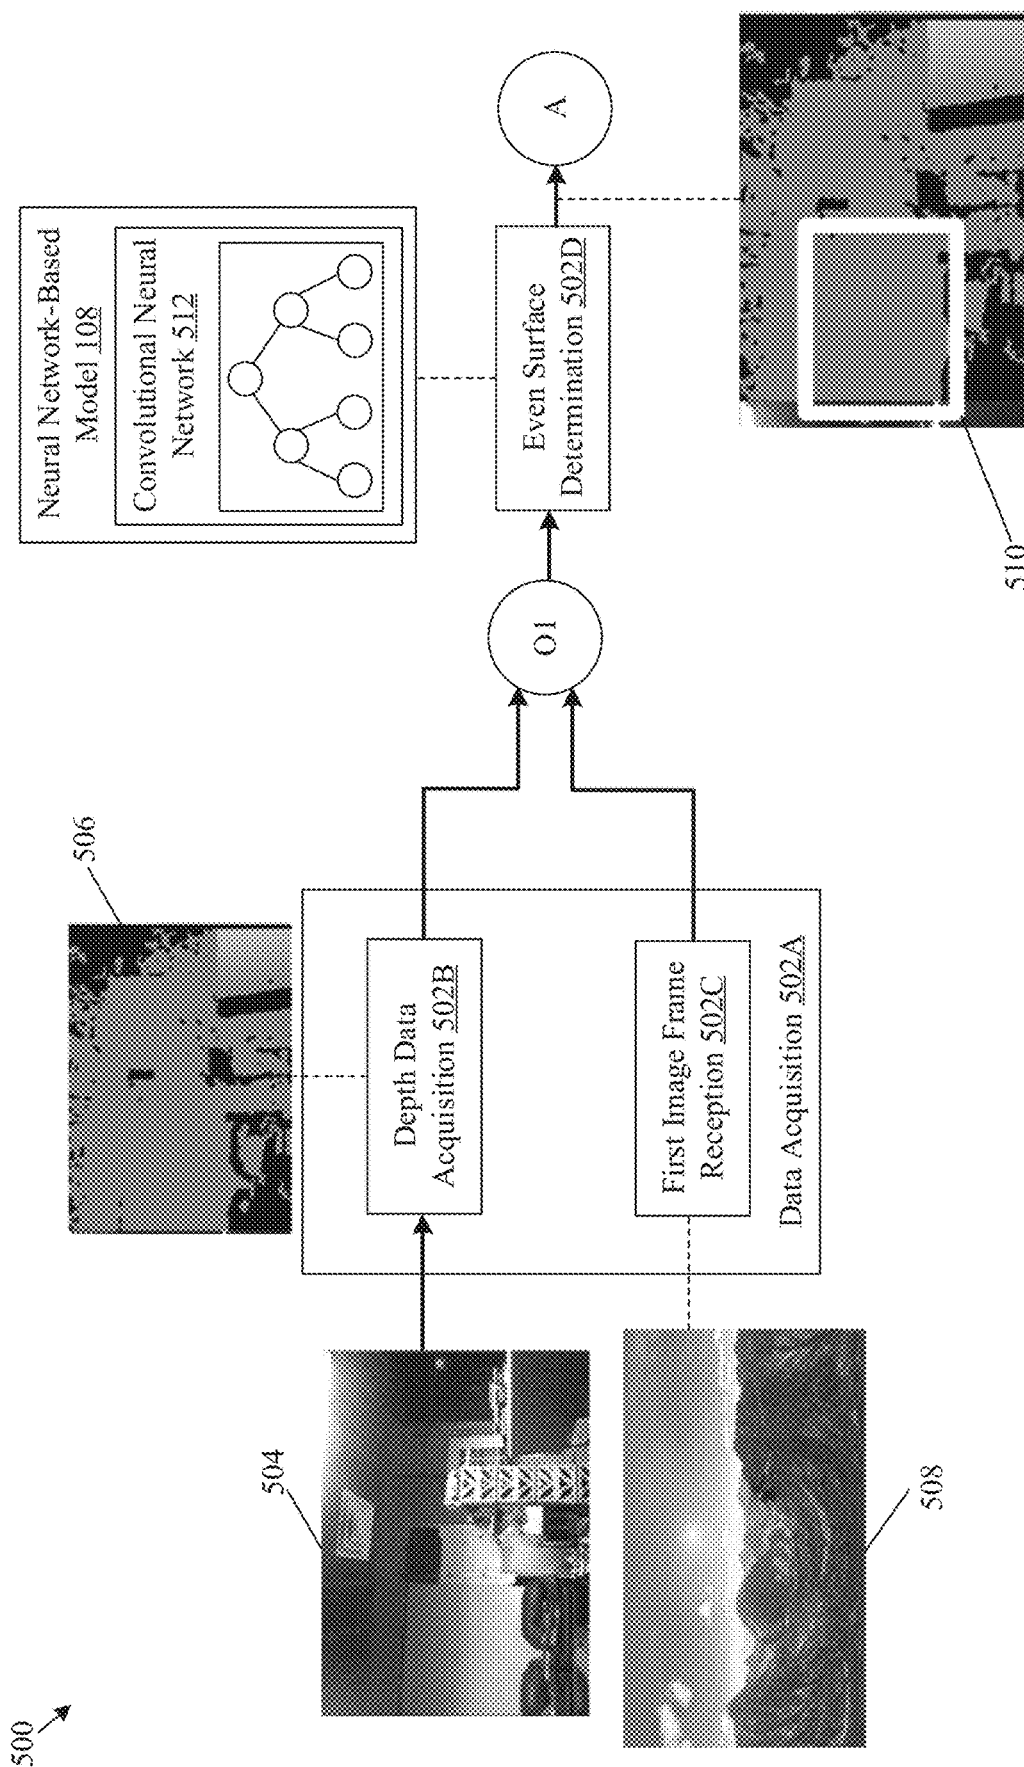 500
504
508
506
Depth Data
Acquisition 502B
First Image Frame
Reception 502C
Data Acquisition 502A
O1
Neural Network-Based
Model 108
Convolutional Neural
Network 512
Even Surface
Determination 502D
A
510